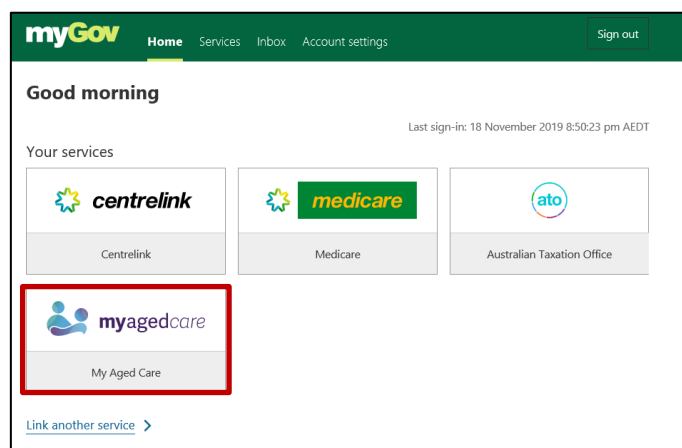 myGov
Home Services Inbox Account settings
Sign out
Good morning
Last sign-in: 18 November 2019 8:50:23 pm AEDT
Your services
centrelink
medicare
ato
Centrelink
Medicare
Australian Taxation Office
myagedcare
My Aged Care
Link another service